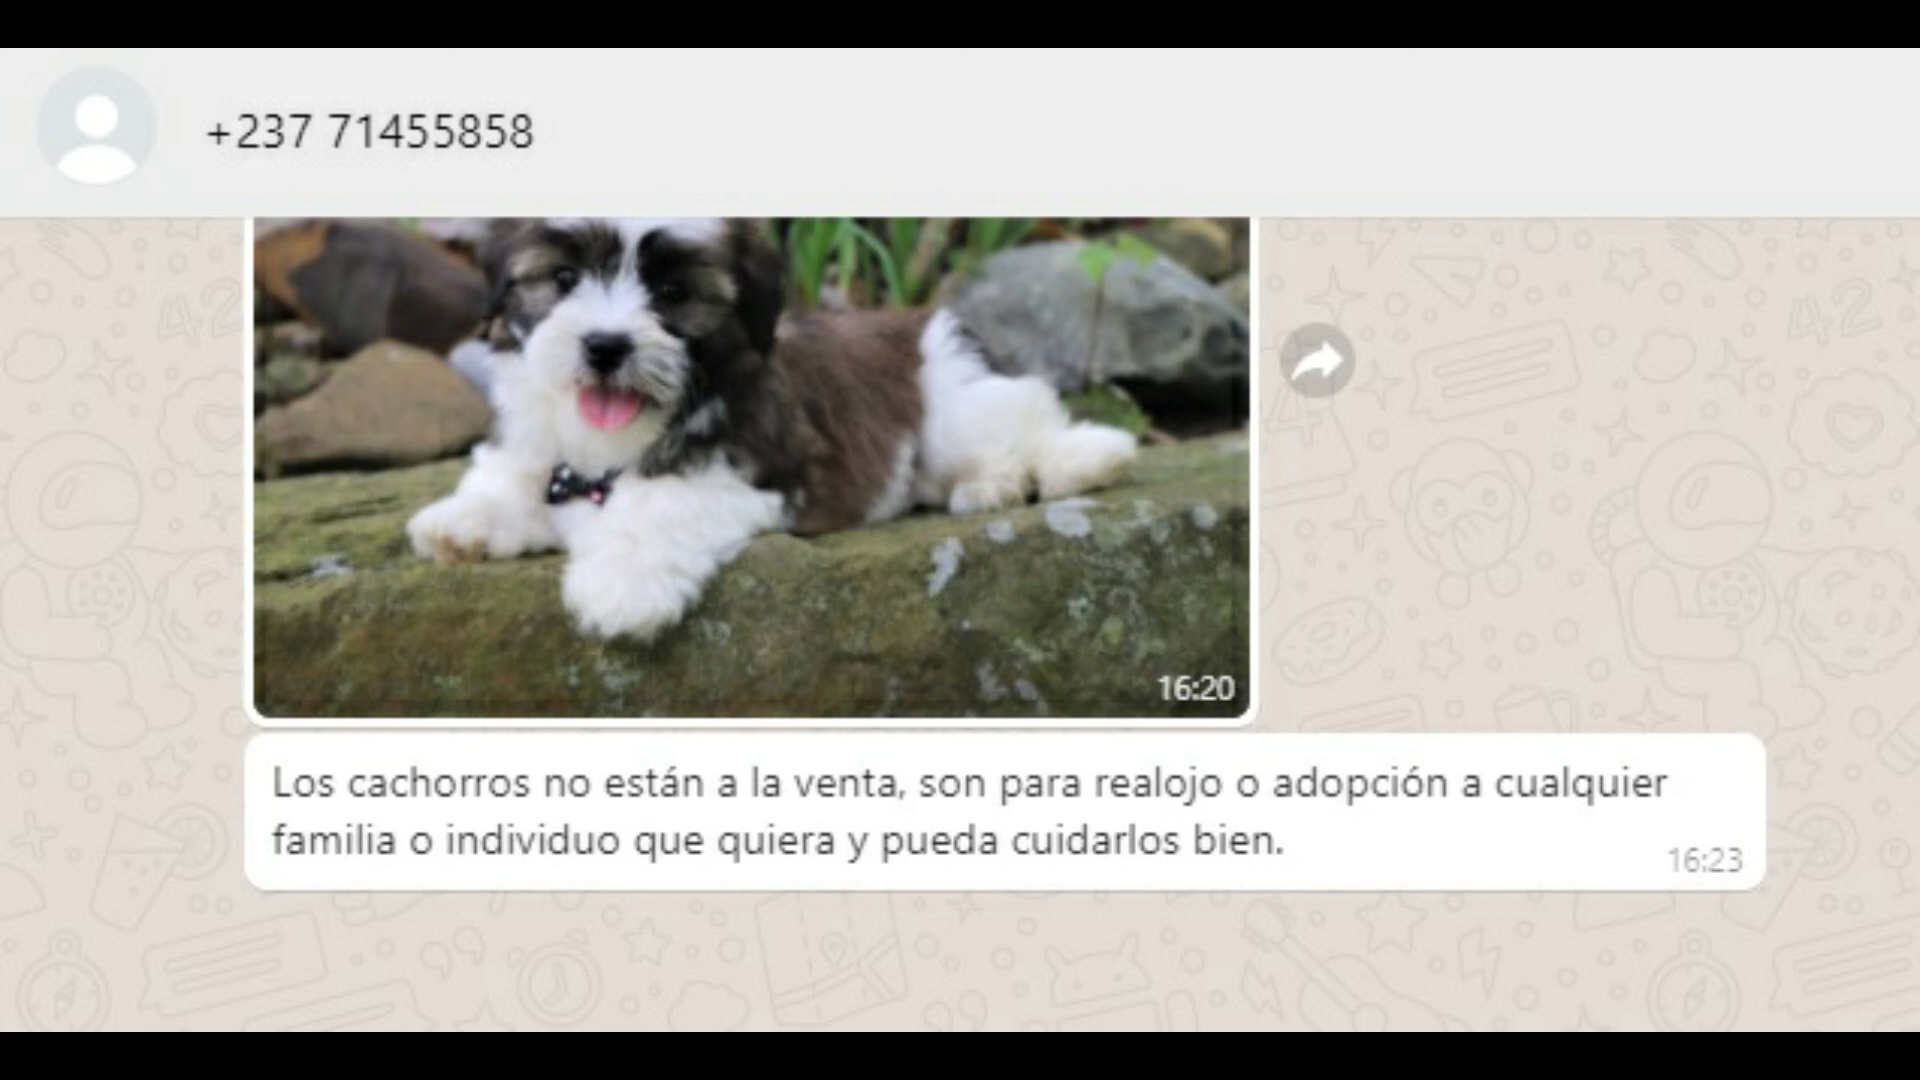 +237 71455858
16:20
Los cachorros no están a la venta, son para realojo o adopción a cualquier
familia o individuo que quiera y pueda cuidarlos bien.
16:23